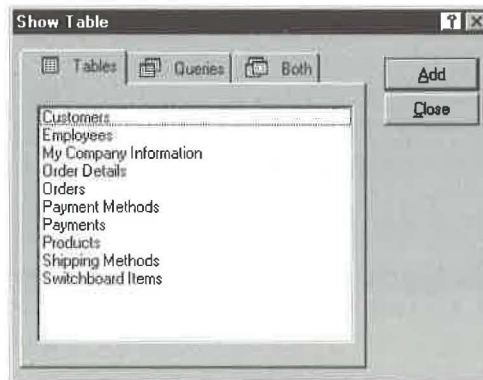 Show Table
Tables
Queries
Both
Add
Close
Customers
Employees
My Company Information
Order Details
Orders
Payment Methods
Payments
Products
Shipping Methods
Switchboard Items